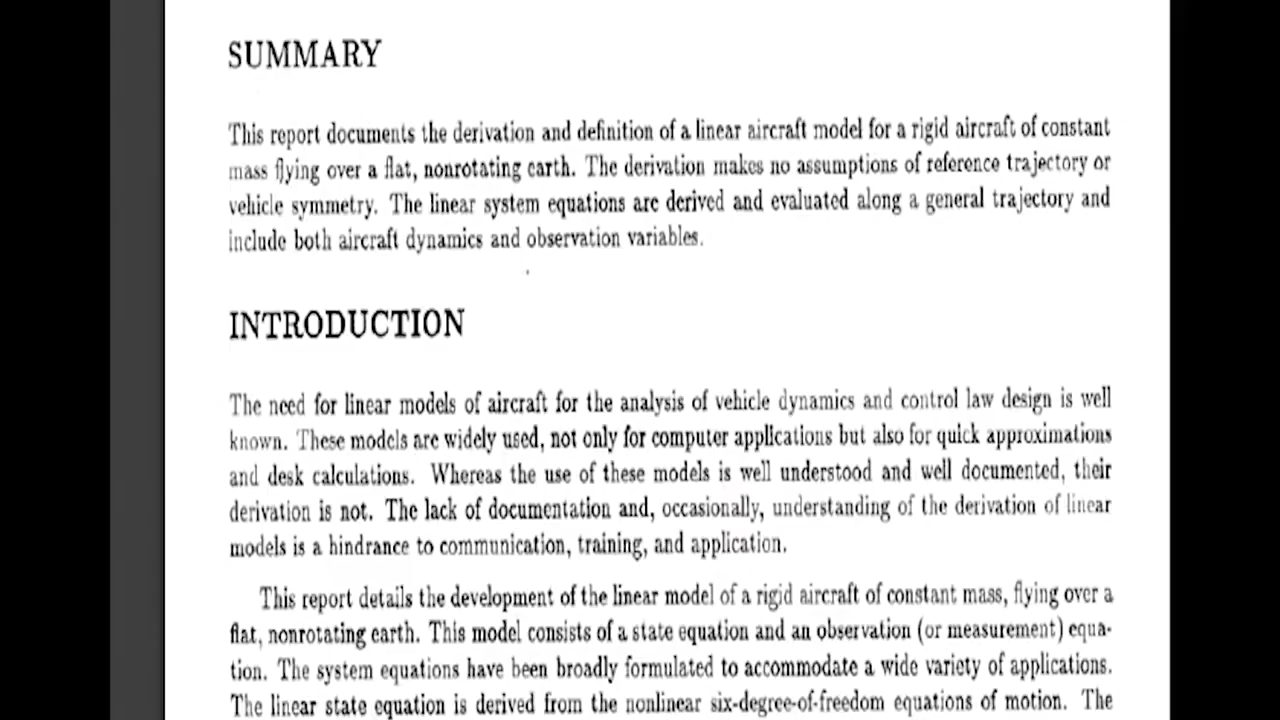 SUMMARY
This report documents the derivation and definition of a linear aircraft model for a rigid aircraft of constant
mass flying over a flat, nonrotating earth. The derivation makes no assumptions of reference trajectory or
vehicle symmetry. The linear system equations are derived and evaluated along a general trajectory and
include both aircraft dynamics and observation variables.
INTRODUCTION
The need for linear models of aircraft for the analysis of vehicle dynamics and control law design is well
known. These models are widely used, not only for computer applications but also for quick approximations
and desk calculations. Whereas the use of these models is well understood and well documented, their
derivation is not. The lack of documentation and, occasionally, understanding of the derivation of linear
models is a hindrance to communication, training, and application.
This report details the development of the linear model of a rigid aircraft of constant mass, flying over a
flat, nonrotating earth. This model consists of a state equation and an observation (or measurement) equa-
tion. The system equations have been broadly formulated to accommodate a wide variety of applications.
The linear state equation is derived from the nonlinear six-degree-of-freedom equations of motion. The